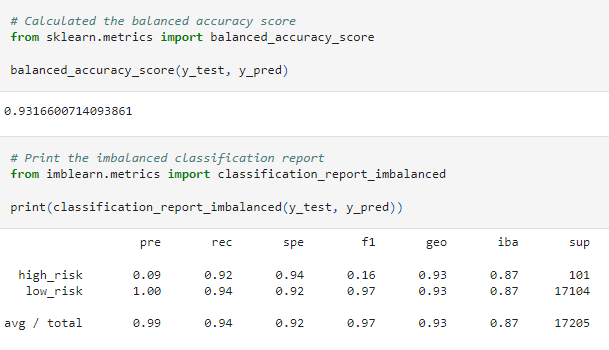 # Calculated the balanced accuracy score
from sklearn.metrics import balanced_accuracy_score
balanced_accuracy_score(y_test, y_pred)
0.9316600714093861
# Print the imbalanced classification report
from imblearn.metrics import classification_report_imbalanced
print(classification_report_imbalanced(y_test, y_pred))
pre rec spe f1 geo iba sup
high_risk 0.09 0.92 0.94 0.16 0.93 0.87 101
low_risk 1.00 0.94 0.92 0.97 0.93 0.87 17104
avg / total 0.99 0.94 0.92 0.97 0.93 0.87 17205